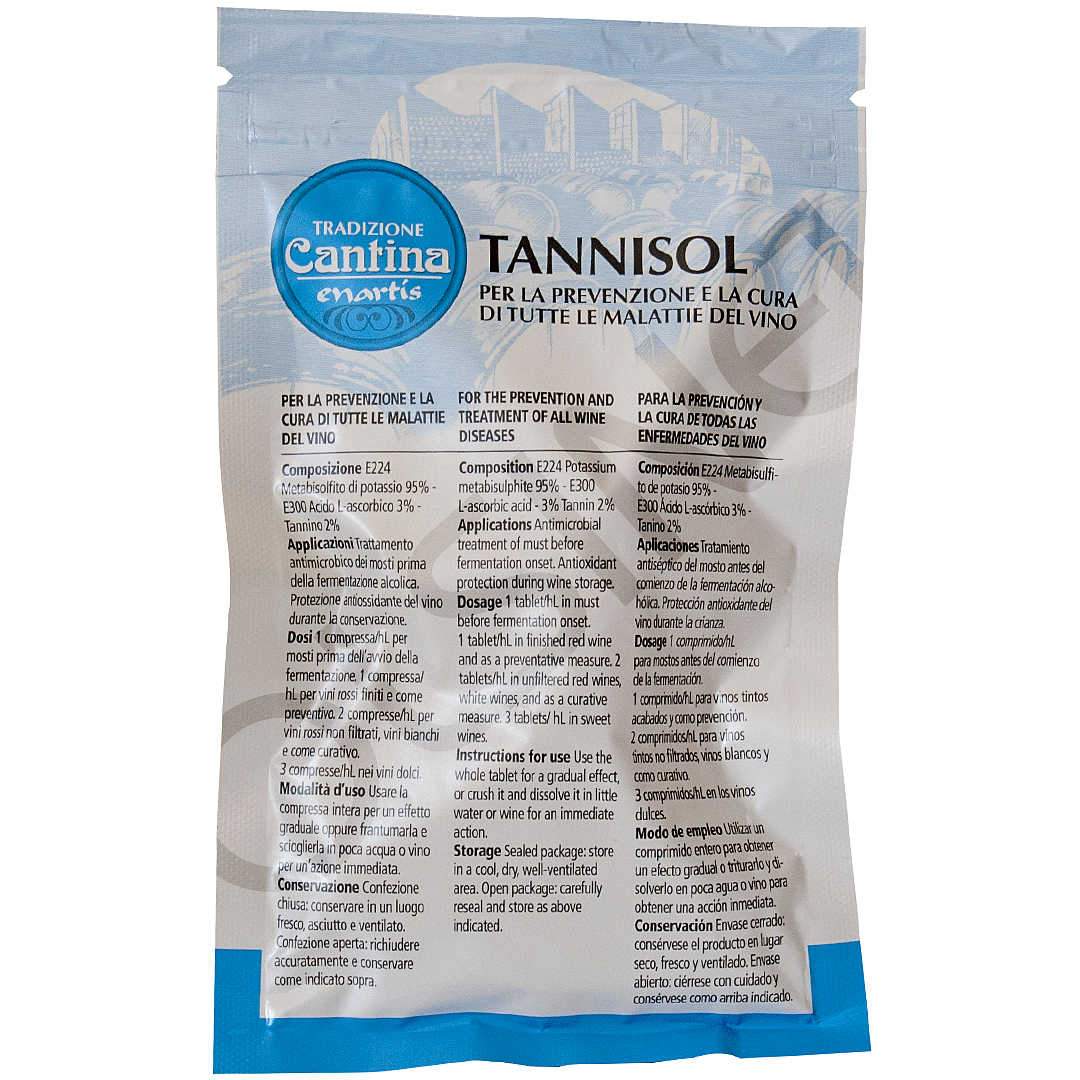 TRADIZIONE
Cantina
enartis
TANNISOL
PER LA PREVENZIONE E LA CURA
DI TUTTE LE MALATTIE DEL VINO
PER LA PREVENZIONE E LA
CURA DI TUTTE LE MALATTIE
DEL VINO
Composizione E224
Metabisolfito di potassio 95% -
E300 Acido L-ascorbico 3% -
Tannino 2%
Applicazioni Trattamento
antimicrobico dei mosti prima
della fermentazione alcolica.
Protezione antiossidante del vino
durante la conservazione.
Dosi 1 compressa/hL per
mosti prima dell'avvio della
fermentazione. 1 compressa/
hL per vini rossi finiti e come
preventivo. 2 compresse/hL per
vini rossi non filtrati, vini bianchi
e come curativo.
3 compresse/hL nei vini dolci.
Modalità d'uso Usare la
compressa intera per un effetto
graduale oppure frantumarla e
scioglierla in poca acqua o vino
per un'azione immediata.
Conservazione Confezione
chiusa: conservare in un luogo
fresco, asciutto e ventilato.
Confezione aperta: richiudere
accuratamente e conservare
come indicato sopra.
FOR THE PREVENTION AND
TREATMENT OF ALL WINE
DISEASES
Composition E224 Potassium
metabisulphite 95% - E300
L-ascorbic acid - 3% Tannin 2%
Applications Antimicrobial
treatment of must before
fermentation onset. Antioxidant
protection during wine storage.
Dosage 1 tablet/hL in must
before fermentation onset.
1 tablet/hL in finished red wine
and as a preventative measure. 2
tablets/hL in unfiltered red wines,
white wines, and as a curative
measure. 3 tablets/ hL in sweet
wines.
Instructions for use Use the
whole tablet for a gradual effect,
or crush it and dissolve it in little
water or wine for an immediate
action.
Storage Sealed package: store
in a cool, dry, well-ventilated
area. Open package: carefully
reseal and store as above
indicated.
PARA LA PREVENCIÓN Y
LA CURA DE TODAS LAS
ENFERMEDADES DEL VINO
Composición E224 Metabisulfi-
to de potasio 95% -
E300 Ácido L-ascórbico 3% -
Tanino 2%
Aplicaciones Tratamiento
antiséptico del mosto antes del
comienzo de la fermentación alco-
hólica. Protección antioxidante del
vino durante la crianza.
Dosage 1 comprimido/hL
para mostos antes del comienzo
de la fermentación.
1 comprimido/hL para vinos tintos
acabados y como prevención.
2 comprimidos/hL para vinos
tintos no filtrados, vinos blancos y
como curativo.
3 comprimidos/hL en los vinos
dulces.
Modo de empleo Utilizar un
comprimido entero para obtener
un efecto gradual o triturarlo y di-
solverlo en poca agua o vino para
obtener una acción inmediata.
Conservación Envase cerrado:
consérvese el producto en lugar
seco, fresco y ventilado. Envase
abierto: ciérrese con cuidado y
consérvese como arriba indicado.